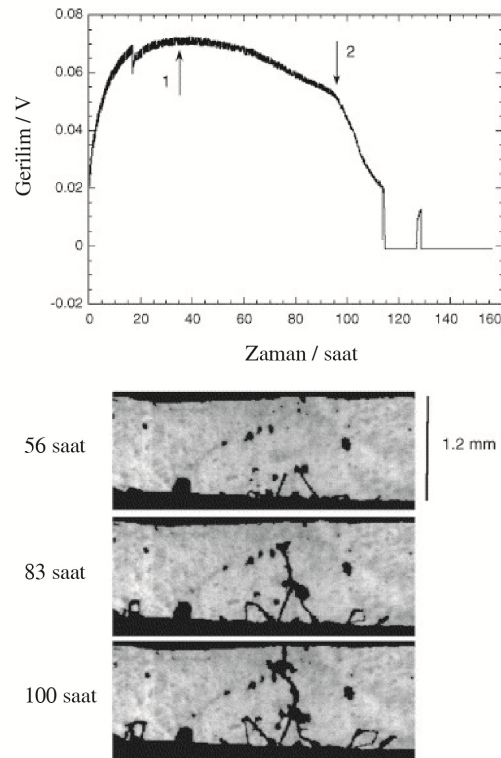 0.08
0.06
0.04
0.02
0
-0.02
Gerilim / V
1
2
0 20 40 60 80 100 120 140 160
Zaman / saat
56 saat
1.2 mm
83 saat
100 saat